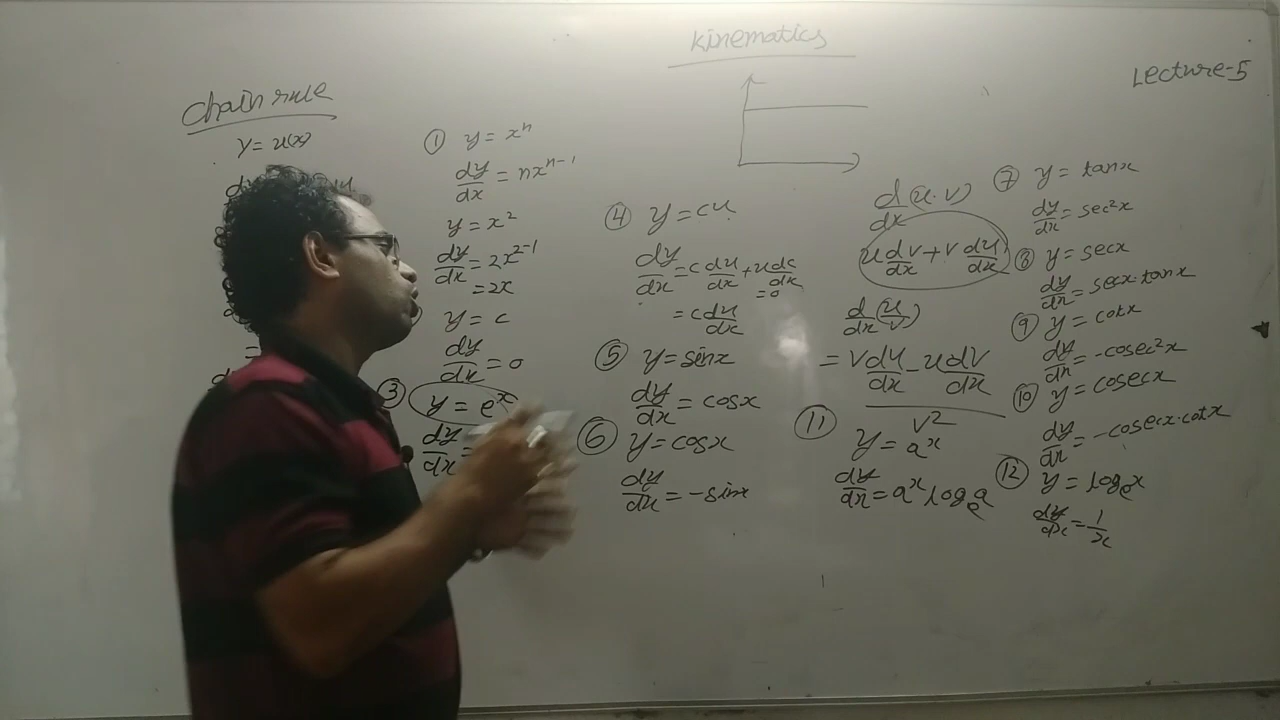 Kinematics
Lecture-5
Chain rule
y = u(x)
① y = xⁿ
dy/dx = nxⁿ⁻¹
y = x²
dy/dx = 2x²⁻¹
= 2x
y = c
dy/dx = 0
③ y = eˣ
dy/dx =
④ y = cu
dy/dx = c du/dx + u dc/dx
= 0
= c du/dx
⑤ y = sinx
dy/dx = cosx
⑥ y = cosx
dy/dx = -sinx
d/dx (u·v)
u dv/dx + v du/dx
d/dx (u/v)
= (v du/dx - u dv/dx) / v²
⑪ y = aˣ
dy/dx = aˣ logₑa
⑦ y = tanx
dy/dx = sec²x
⑧ y = secx
dy/dx = secx·tanx
⑨ y = cotx
dy/dx = -cosec²x
⑩ y = cosecx
dy/dx = -cosecx·cotx
⑫ y = logₑx
dy/dx = 1/x